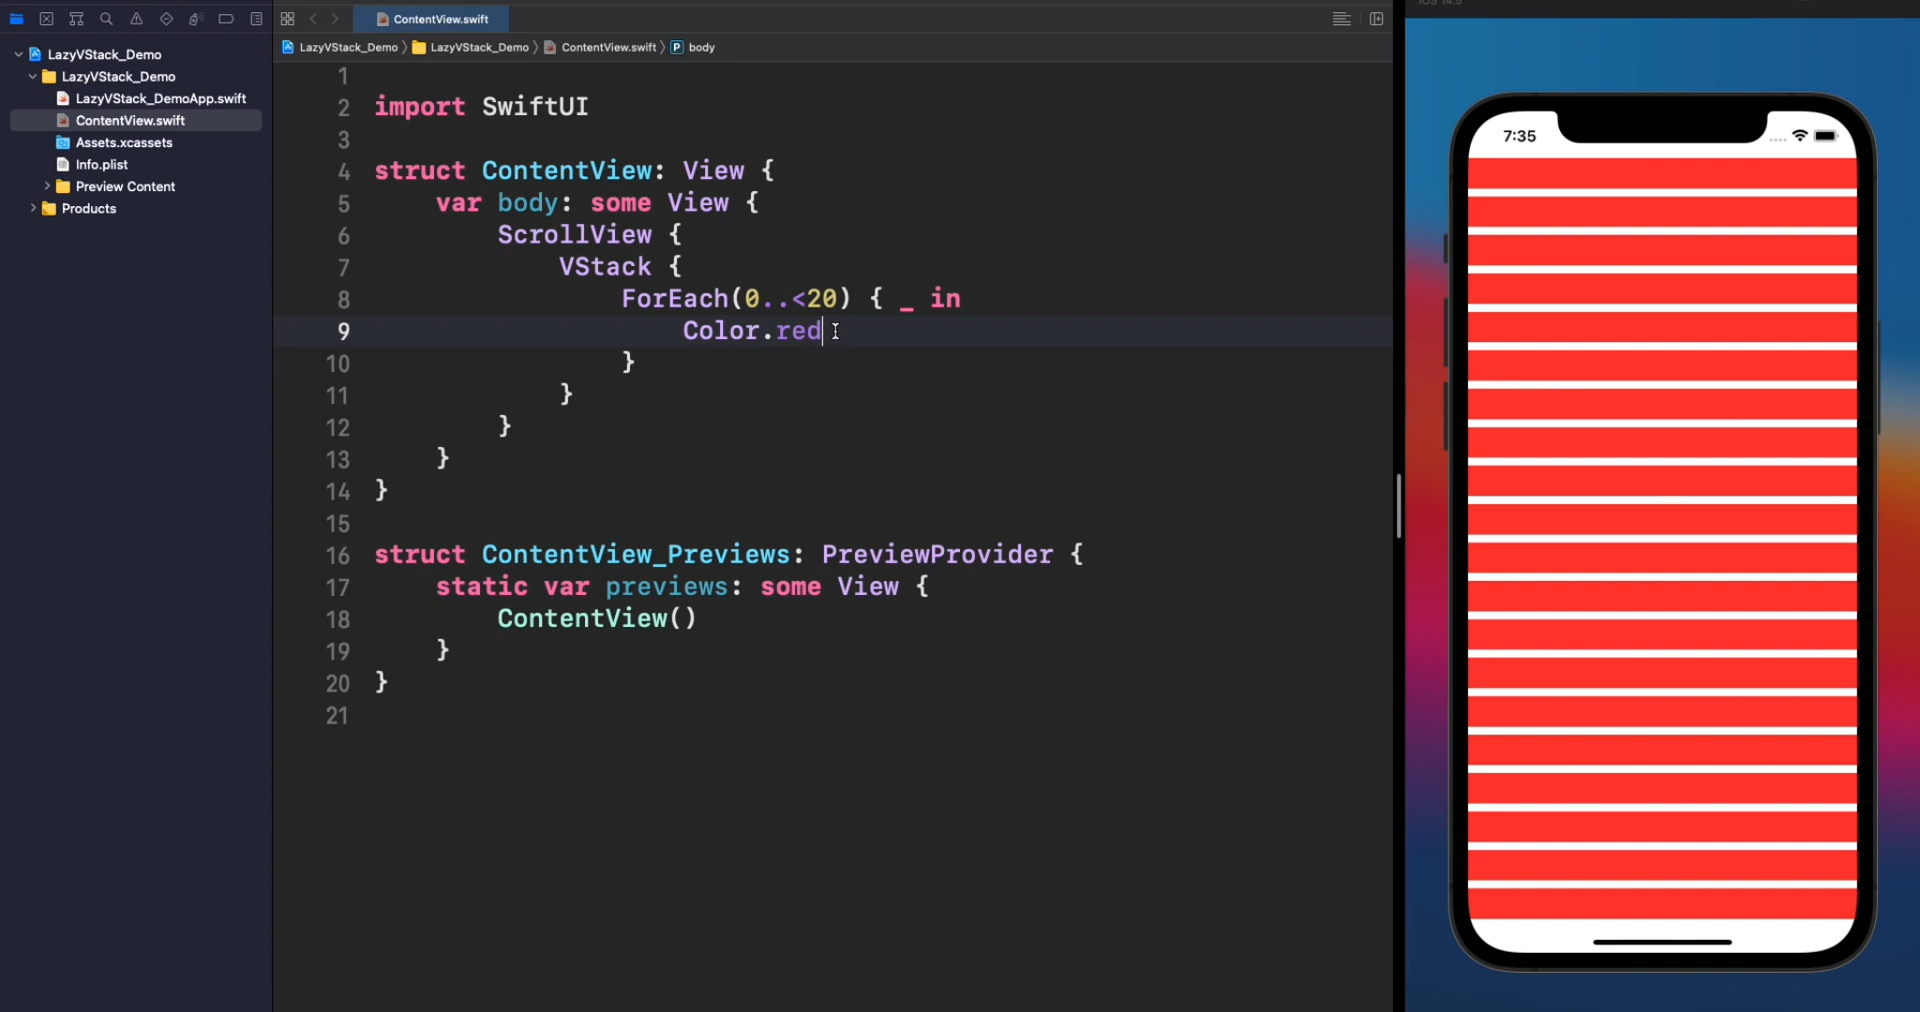 ContentView.swift
iOS 14.5
LazyVStack_Demo
LazyVStack_Demo
LazyVStack_DemoApp.swift
ContentView.swift
Assets.xcassets
Info.plist
Preview Content
Products
LazyVStack_Demo 〉 LazyVStack_Demo 〉 ContentView.swift 〉 P body
1
2 import SwiftUI
3
4 struct ContentView: View {
5 var body: some View {
6 ScrollView {
7 VStack {
8 ForEach(0..<20) { _ in
9 Color.red
10 }
11 }
12 }
13 }
14 }
15
16 struct ContentView_Previews: PreviewProvider {
17 static var previews: some View {
18 ContentView()
19 }
20 }
21
7:35